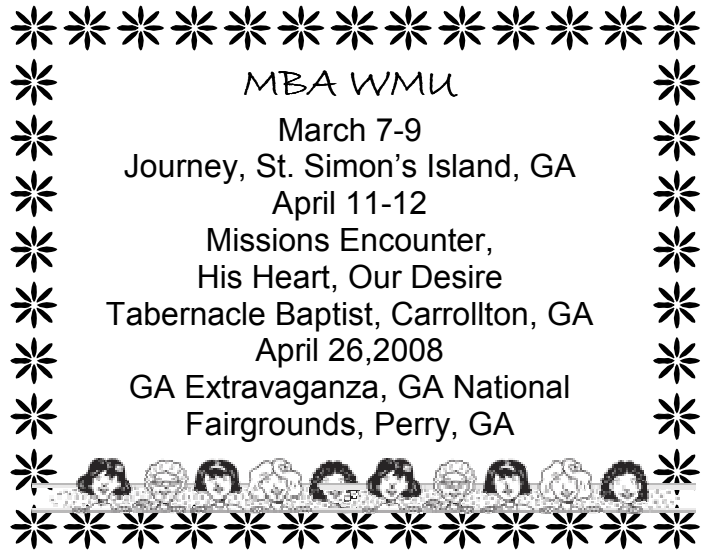 MBA WMU
March 7-9
Journey, St. Simon's Island, GA
April 11-12
Missions Encounter,
His Heart, Our Desire
Tabernacle Baptist, Carrollton, GA
April 26,2008
GA Extravaganza, GA National
Fairgrounds, Perry, GA